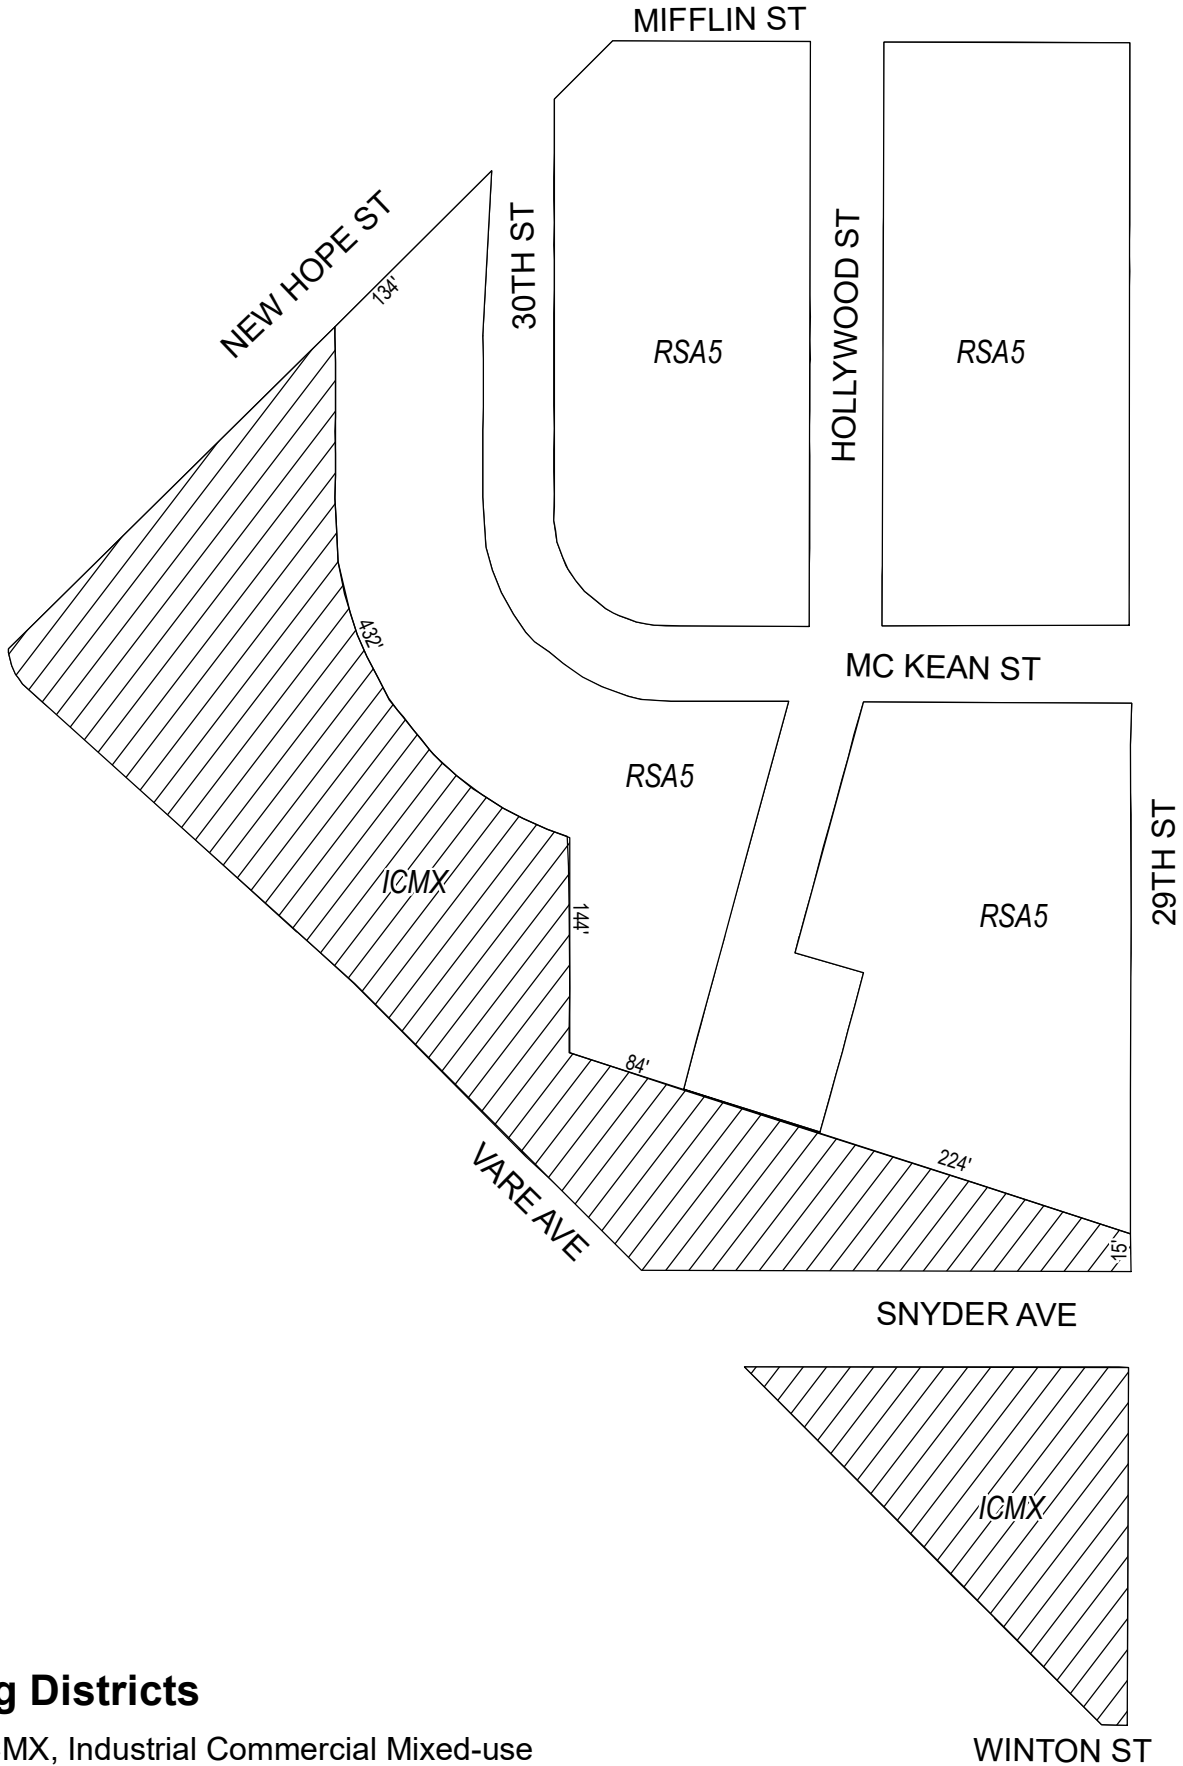 MIFFLIN ST
NEW HOPE ST
134'
30TH ST
HOLLYWOOD ST
RSA5
RSA5
432'
MC KEAN ST
RSA5
29TH ST
ICMX
144'
RSA5
84'
224'
VARE AVE
15'
SNYDER AVE
ICMX
g Districts
MX, Industrial Commercial Mixed-use
WINTON ST